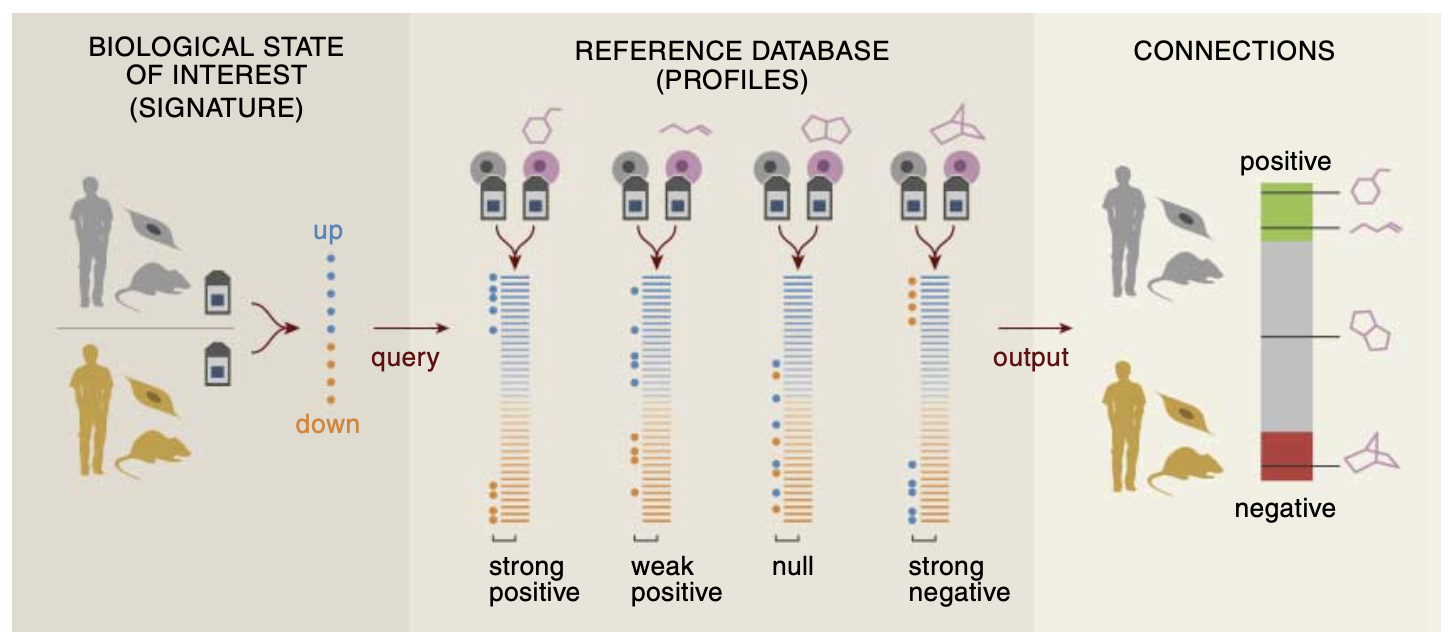 BIOLOGICAL STATE
OF INTEREST
(SIGNATURE)
up
down
query
REFERENCE DATABASE
(PROFILES)
strong
positive
weak
positive
null
strong
negative
output
CONNECTIONS
positive
negative